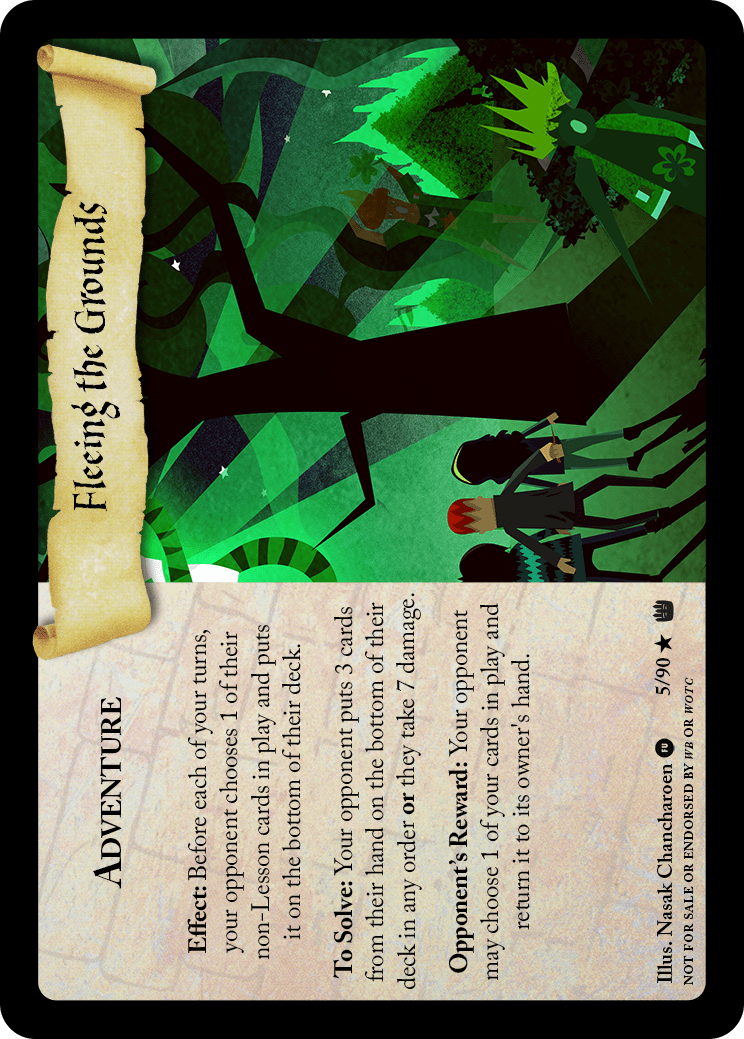 Fleeing the Grounds
ADVENTURE
Effect: Before each of your turns,
your opponent chooses 1 of their
non-Lesson cards in play and puts
it on the bottom of their deck.
To Solve: Your opponent puts 3 cards
from their hand on the bottom of their
deck in any order or they take 7 damage.
Opponent's Reward: Your opponent
may choose 1 of your cards in play and
return it to its owner's hand.
Illus. Nasak Chancharoen FU 5/90 ★
NOT FOR SALE OR ENDORSED BY WB OR WOTC